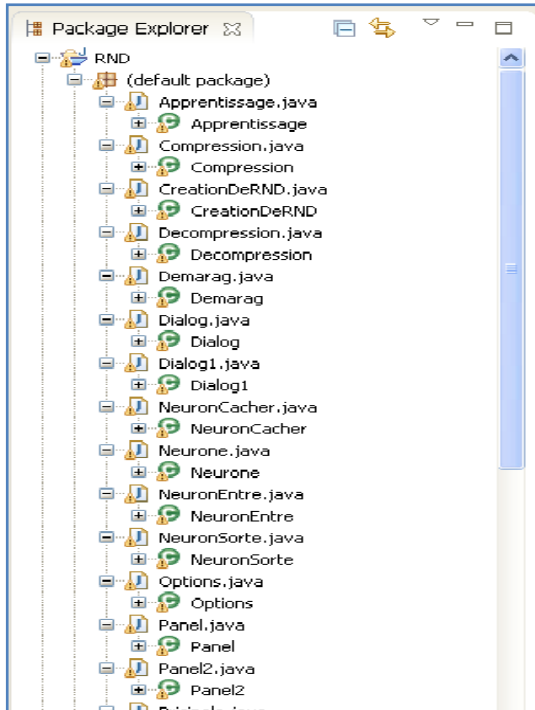 Package Explorer
RND
(default package)
Apprentissage.java
Apprentissage
Compression.java
Compression
CreationDeRND.java
CreationDeRND
Decompression.java
Decompression
Demarag.java
Demarag
Dialog.java
Dialog
Dialog1.java
Dialog1
NeuronCacher.java
NeuronCacher
Neurone.java
Neurone
NeuronEntre.java
NeuronEntre
NeuronSorte.java
NeuronSorte
Options.java
Options
Panel.java
Panel
Panel2.java
Panel2